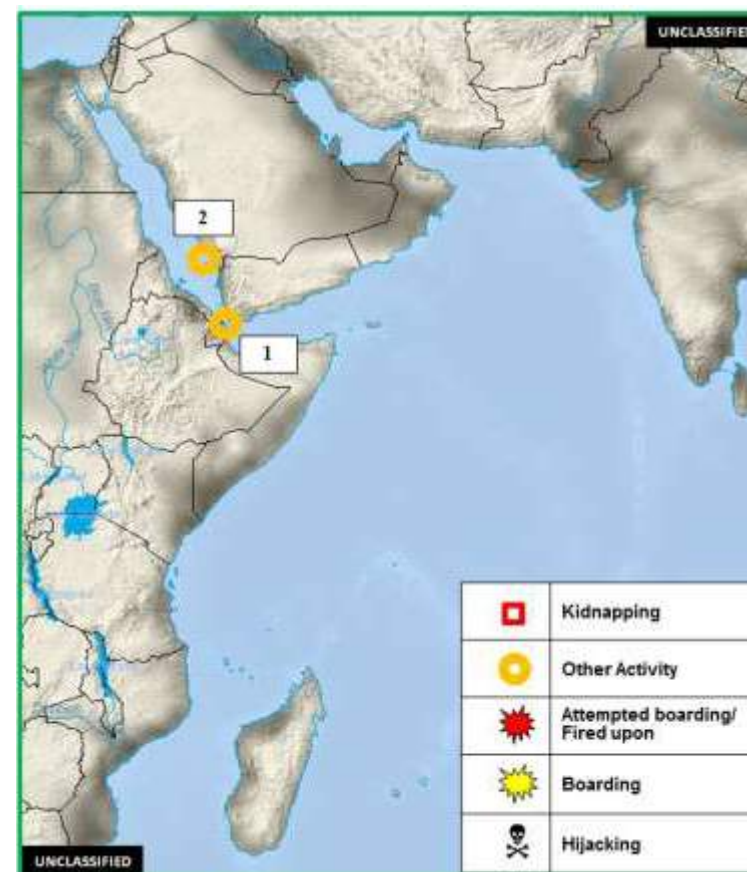 UNCLASSIFIED
2
1
Kidnapping
Other Activity
Attempted boarding/
Fired upon
Boarding
Hijacking
UNCLASSIFIED